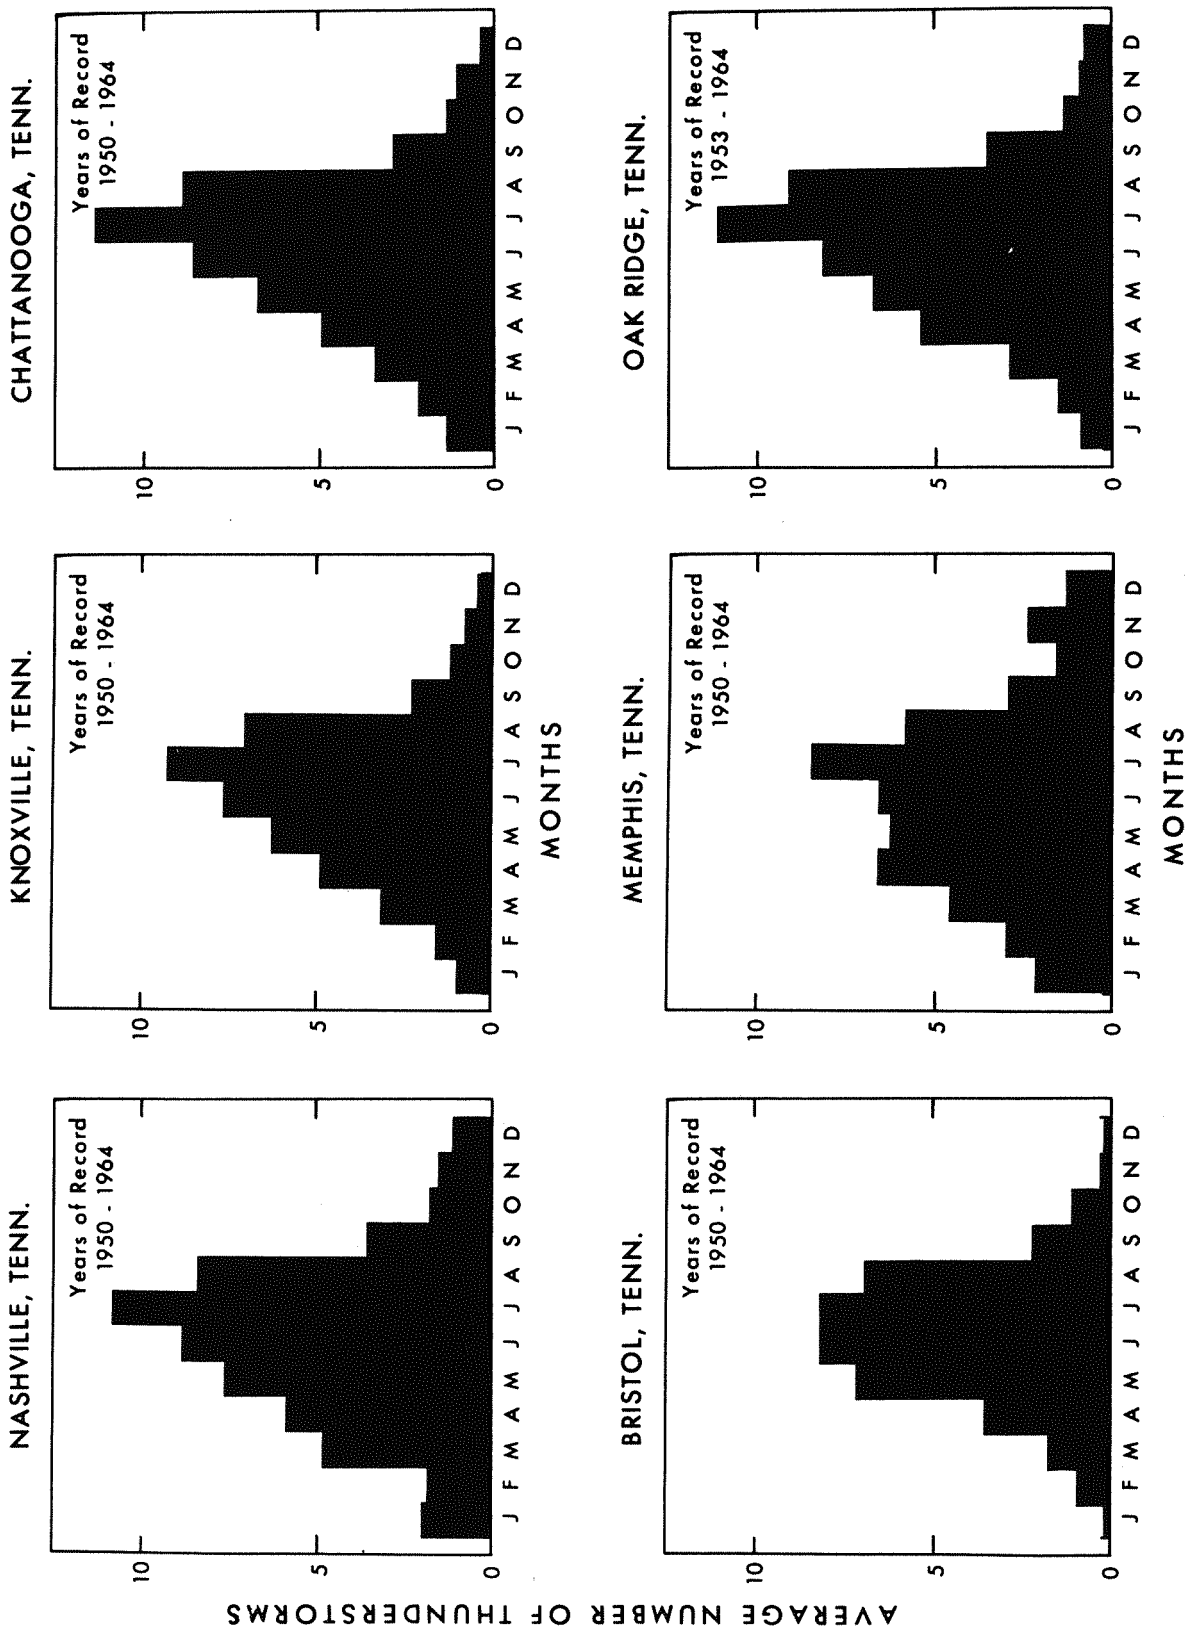 NASHVILLE, TENN.
Years of Record
1950 - 1964
10
5
0
J F M A M J J A S O N D
KNOXVILLE, TENN.
Years of Record
1950 - 1964
10
5
0
J F M A M J J A S O N D
MONTHS
CHATTANOOGA, TENN.
Years of Record
1950 - 1964
10
5
0
J F M A M J J A S O N D
AVERAGE NUMBER OF THUNDERSTORMS
BRISTOL, TENN.
Years of Record
1950 - 1964
10
5
0
J F M A M J J A S O N D
MEMPHIS, TENN.
Years of Record
1950 - 1964
10
5
0
J F M A M J J A S O N D
MONTHS
OAK RIDGE, TENN.
Years of Record
1953 - 1964
10
5
0
J F M A M J J A S O N D